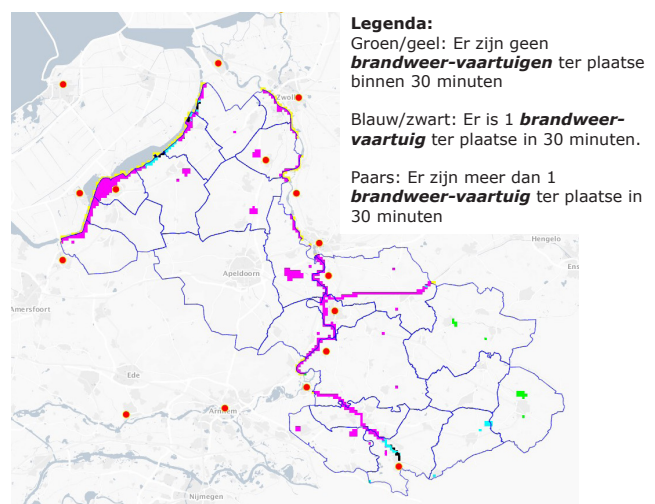 Legenda:
Groen/geel: Er zijn geen
brandweer-vaartuigen ter plaatse
binnen 30 minuten
Blauw/zwart: Er is 1 brandweer-
vaartuig ter plaatse in 30 minuten.
Paars: Er zijn meer dan 1
brandweer-vaartuig ter plaatse in
30 minuten
Zwoll
Hengelo
Ens
Apeldoorn
Amersfoort
Ede
Nijmegen